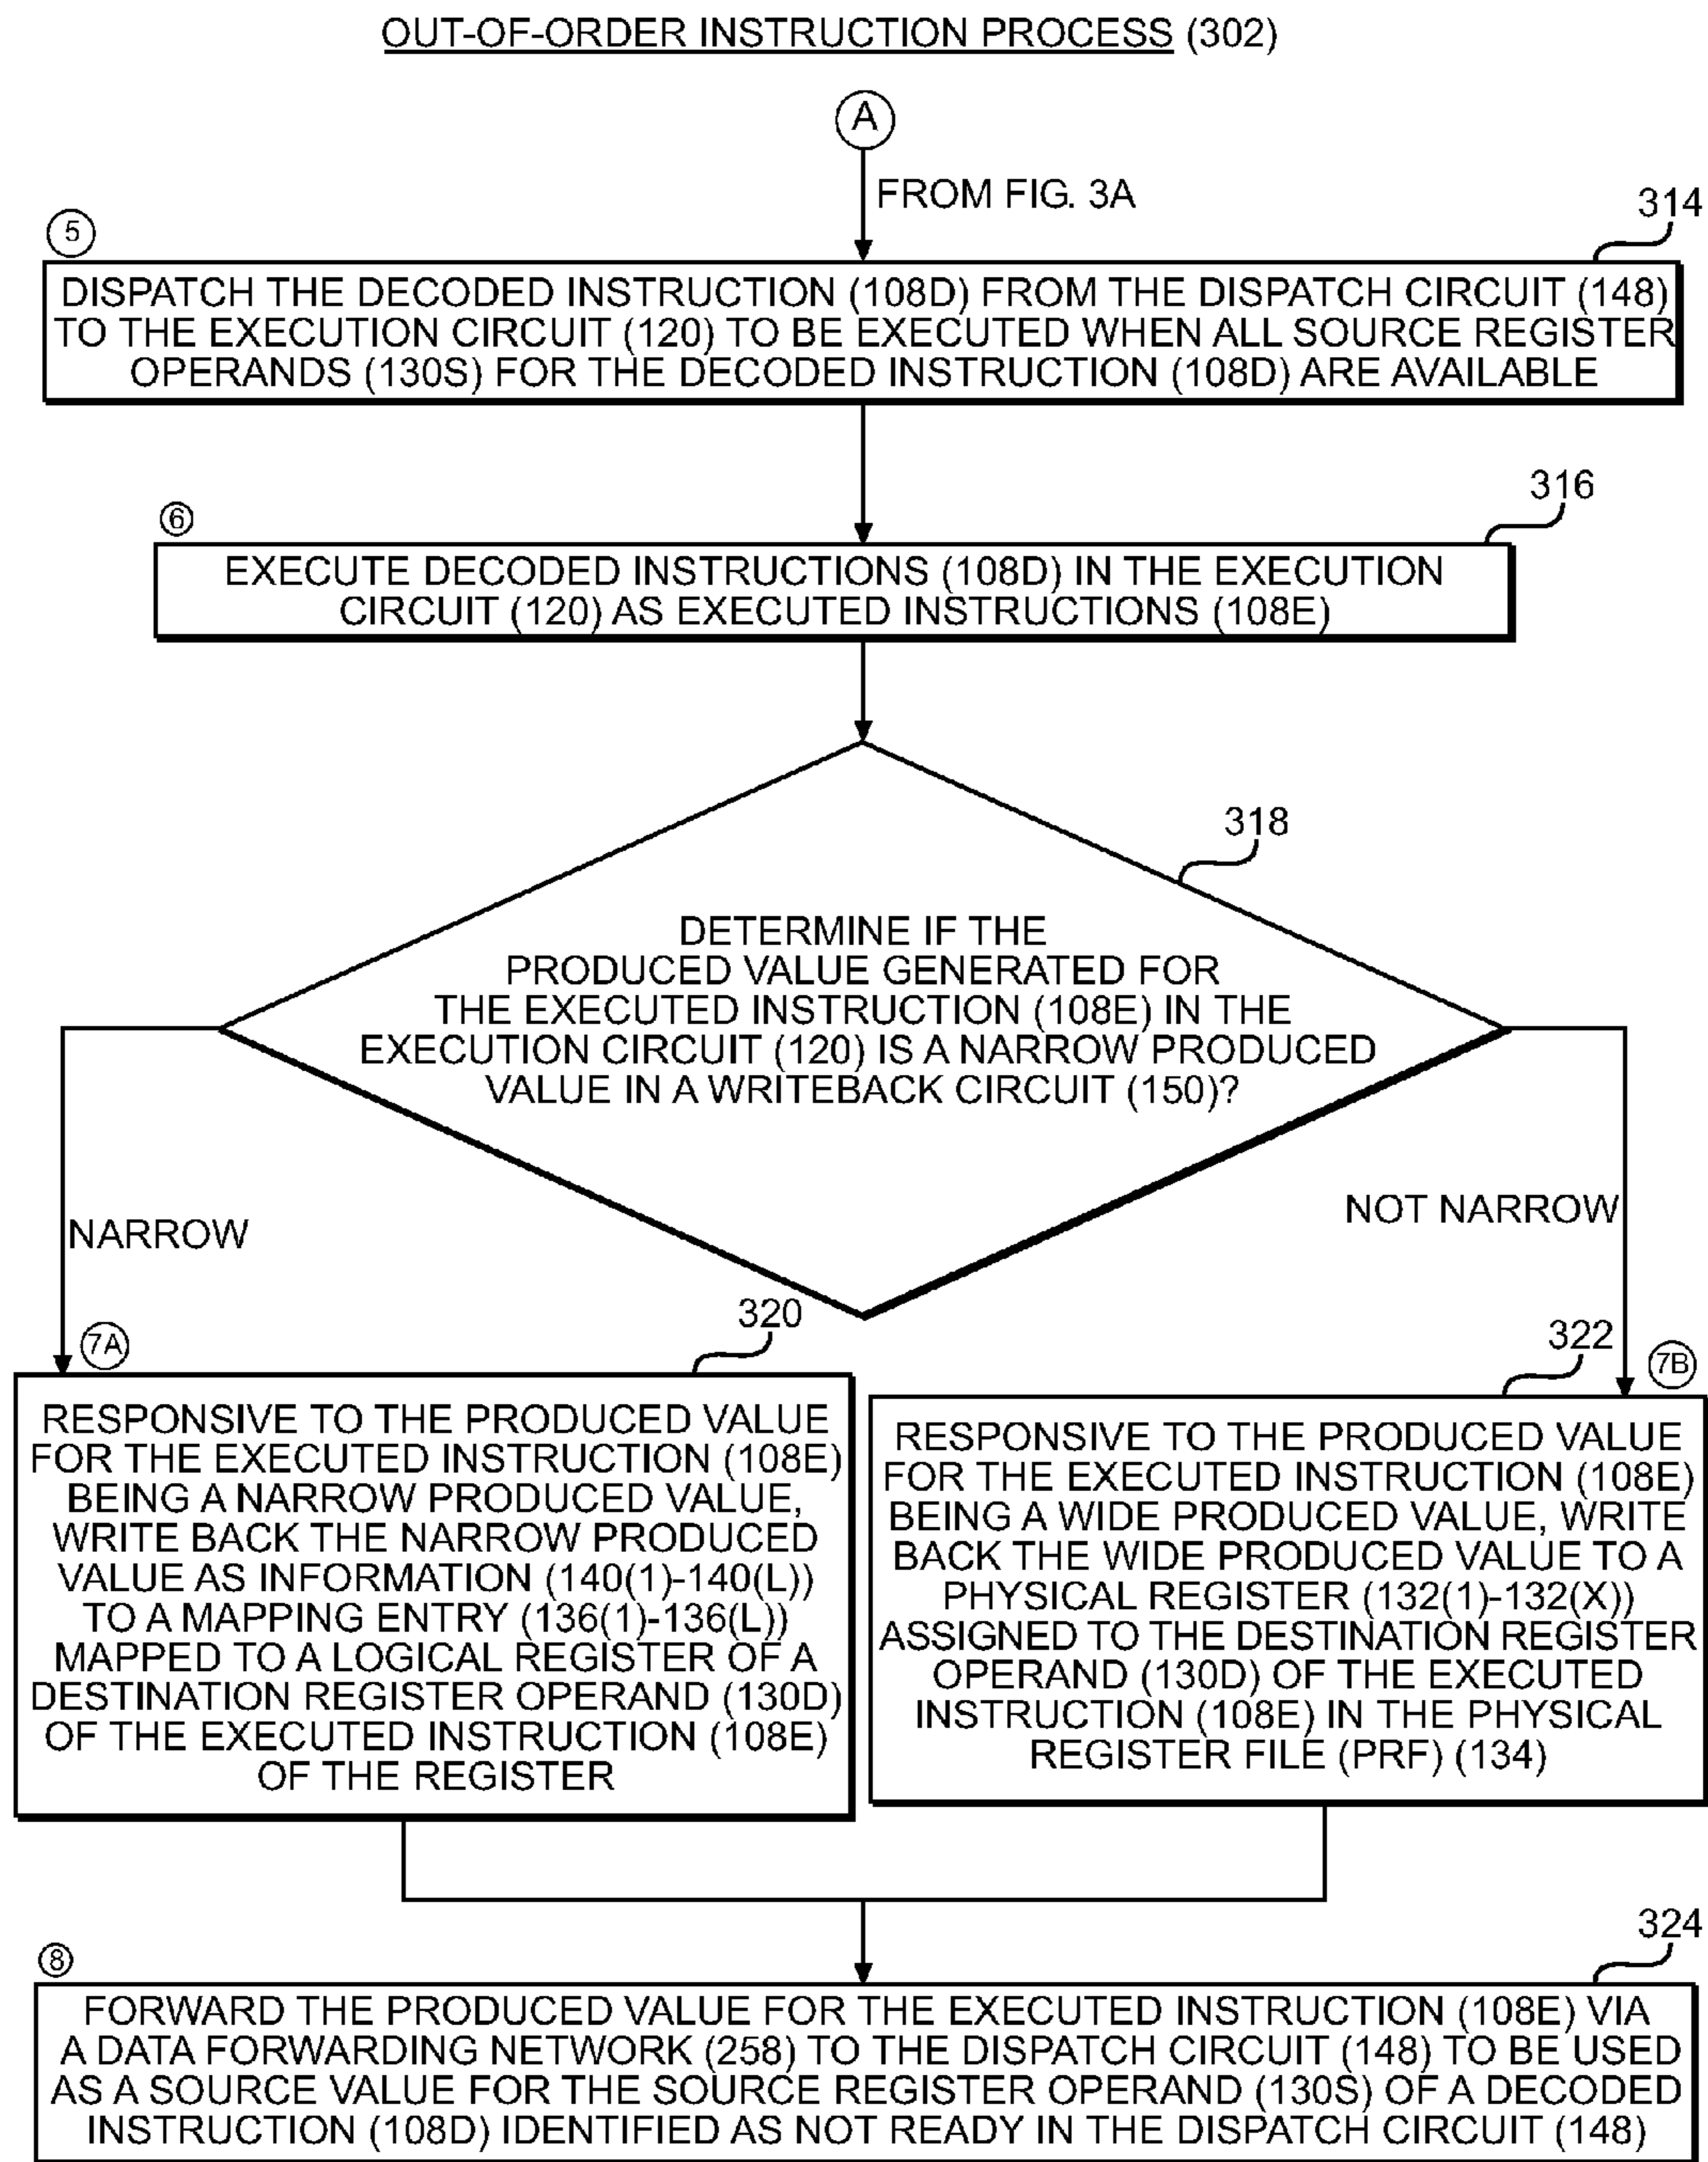 OUT-OF-ORDER INSTRUCTION PROCESS (302)
A
FROM FIG. 3A
314
5
DISPATCH THE DECODED INSTRUCTION (108D) FROM THE DISPATCH CIRCUIT (148)
TO THE EXECUTION CIRCUIT (120) TO BE EXECUTED WHEN ALL SOURCE REGISTER
OPERANDS (130S) FOR THE DECODED INSTRUCTION (108D) ARE AVAILABLE
316
6
EXECUTE DECODED INSTRUCTIONS (108D) IN THE EXECUTION
CIRCUIT (120) AS EXECUTED INSTRUCTIONS (108E)
318
DETERMINE IF THE
PRODUCED VALUE GENERATED FOR
THE EXECUTED INSTRUCTION (108E) IN THE
EXECUTION CIRCUIT (120) IS A NARROW PRODUCED
VALUE IN A WRITEBACK CIRCUIT (150)?
NARROW
NOT NARROW
320
7A
RESPONSIVE TO THE PRODUCED VALUE
FOR THE EXECUTED INSTRUCTION (108E)
BEING A NARROW PRODUCED VALUE,
WRITE BACK THE NARROW PRODUCED
VALUE AS INFORMATION (140(1)-140(L))
TO A MAPPING ENTRY (136(1)-136(L))
MAPPED TO A LOGICAL REGISTER OF A
DESTINATION REGISTER OPERAND (130D)
OF THE EXECUTED INSTRUCTION (108E)
OF THE REGISTER
322
7B
RESPONSIVE TO THE PRODUCED VALUE
FOR THE EXECUTED INSTRUCTION (108E)
BEING A WIDE PRODUCED VALUE, WRITE
BACK THE WIDE PRODUCED VALUE TO A
PHYSICAL REGISTER (132(1)-132(X))
ASSIGNED TO THE DESTINATION REGISTER
OPERAND (130D) OF THE EXECUTED
INSTRUCTION (108E) IN THE PHYSICAL
REGISTER FILE (PRF) (134)
324
8
FORWARD THE PRODUCED VALUE FOR THE EXECUTED INSTRUCTION (108E) VIA
A DATA FORWARDING NETWORK (258) TO THE DISPATCH CIRCUIT (148) TO BE USED
AS A SOURCE VALUE FOR THE SOURCE REGISTER OPERAND (130S) OF A DECODED
INSTRUCTION (108D) IDENTIFIED AS NOT READY IN THE DISPATCH CIRCUIT (148)